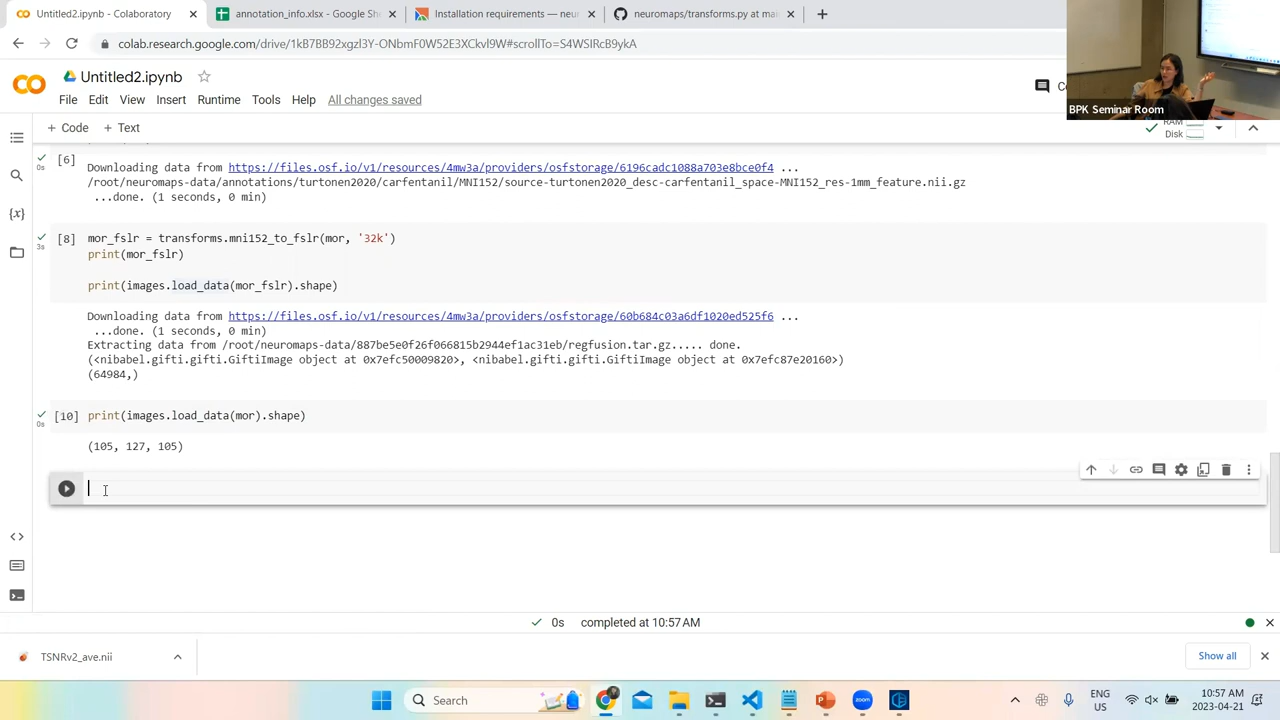 Untitled2.ipynb - Colaboratory
annotation_info.xlsx - Google She
Installation requirements — neur
neuromaps/transforms.py at main
colab.research.google.com/drive/1kB7BB92xgzl3Y-ONbmF0W52E3XCkvl9W#scrollTo=S4WSIRcB9ykA
Untitled2.ipynb
File Edit View Insert Runtime Tools Help All changes saved
BPK Seminar Room
+ Code + Text
RAM
Disk
[6]
0s
Downloading data from https://files.osf.io/v1/resources/4mw3a/providers/osfstorage/6196cadc1088a703e8bce0f4 ...
/root/neuromaps-data/annotations/turtonen2020/carfentanil/MNI152/source-turtonen2020_desc-carfentanil_space-MNI152_res-1mm_feature.nii.gz
...done. (1 seconds, 0 min)
[8] mor_fslr = transforms.mni152_to_fslr(mor, '32k')
3s
print(mor_fslr)
print(images.load_data(mor_fslr).shape)
Downloading data from https://files.osf.io/v1/resources/4mw3a/providers/osfstorage/60b684c03a6df1020ed525f6 ...
...done. (1 seconds, 0 min)
Extracting data from /root/neuromaps-data/887be5e0f26f066815b2944ef1ac31eb/regfusion.tar.gz..... done.
(<nibabel.gifti.gifti.GiftiImage object at 0x7efc50009820>, <nibabel.gifti.gifti.GiftiImage object at 0x7efc87e20160>)
(64984,)
[10] print(images.load_data(mor).shape)
0s
(105, 127, 105)
0s completed at 10:57 AM
TSNRv2_ave.nii
Show all
Search
ENG
US
10:57 AM
2023-04-21